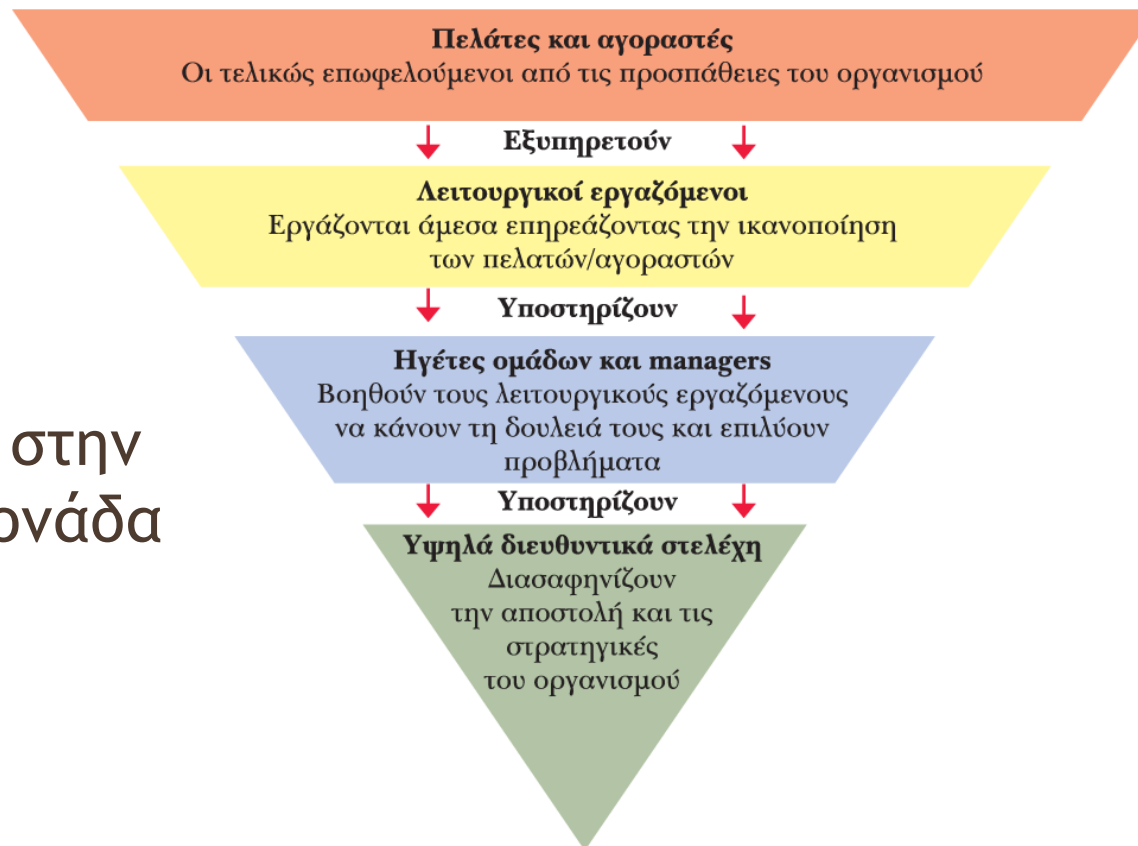 Πελάτες και αγοραστές
Οι τελικώς επωφελούμενοι από τις προσπάθειες του οργανισμού
Εξυπηρετούν
Λειτουργικοί εργαζόμενοι
Εργάζονται άμεσα επηρεάζοντας την ικανοποίηση
των πελατών/αγοραστών
Υποστηρίζουν
Ηγέτες ομάδων και managers
Βοηθούν τους λειτουργικούς εργαζόμενους
να κάνουν τη δουλειά τους και επιλύουν
προβλήματα
Υποστηρίζουν
Υψηλά διευθυντικά στελέχη
Διασαφηνίζουν
την αποστολή και τις
στρατηγικές
του οργανισμού
στην